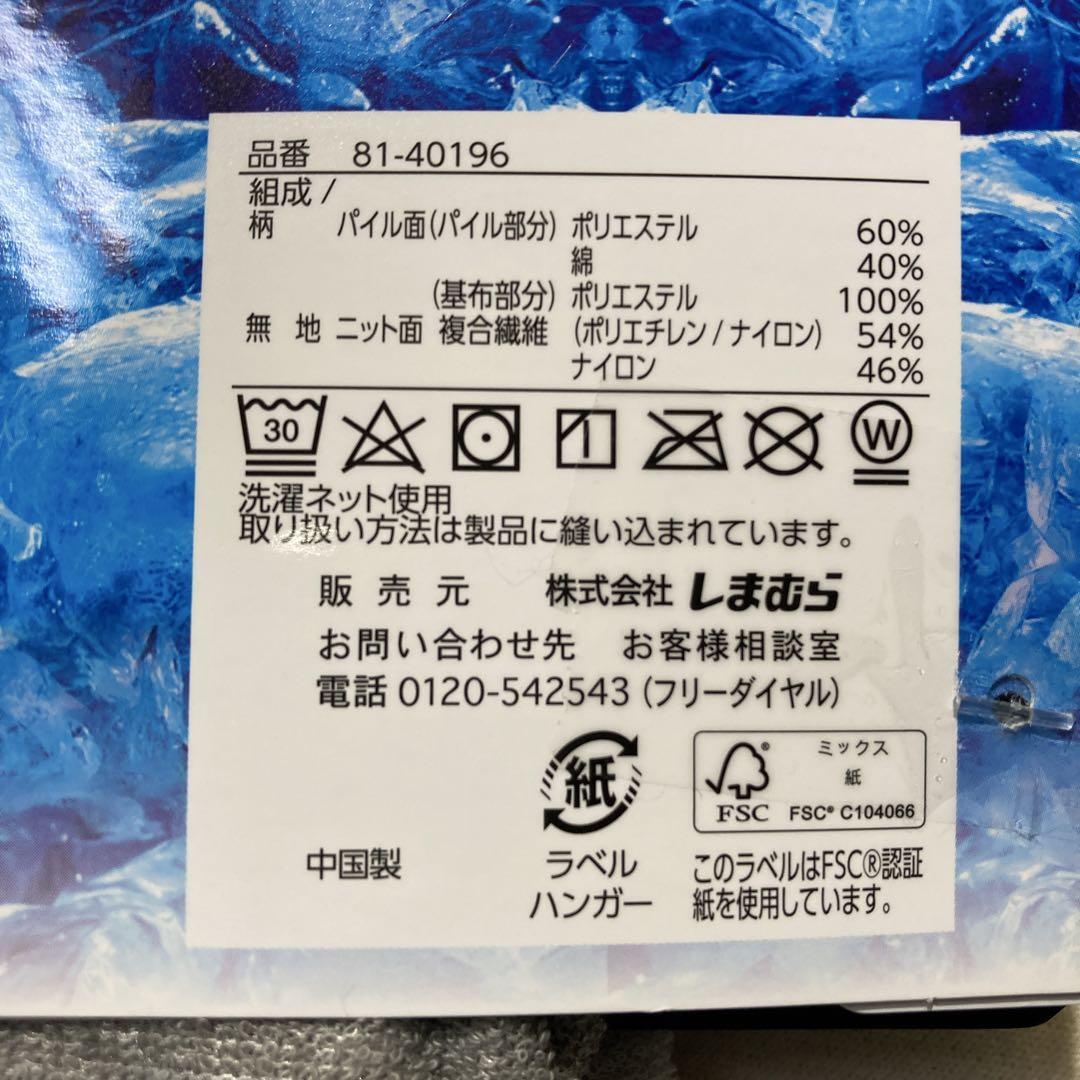 品番 81-40196
組成 /
柄 パイル面(パイル部分) ポリエステル 60%
綿 40%
(基布部分) ポリエステル 100%
無 地 ニット面 複合繊維 (ポリエチレン/ナイロン) 54%
ナイロン 46%
30 W
洗濯ネット使用
取り扱い方法は製品に縫い込まれています。
販 売 元 株式会社 しまむら
お問い合わせ先 お客様相談室
電話 0120-542543 (フリーダイヤル)
紙
FSC®
ミックス
紙
FSC® C104066
中国製
ラベル
ハンガー
このラベルはFSC®認証
紙を使用しています。